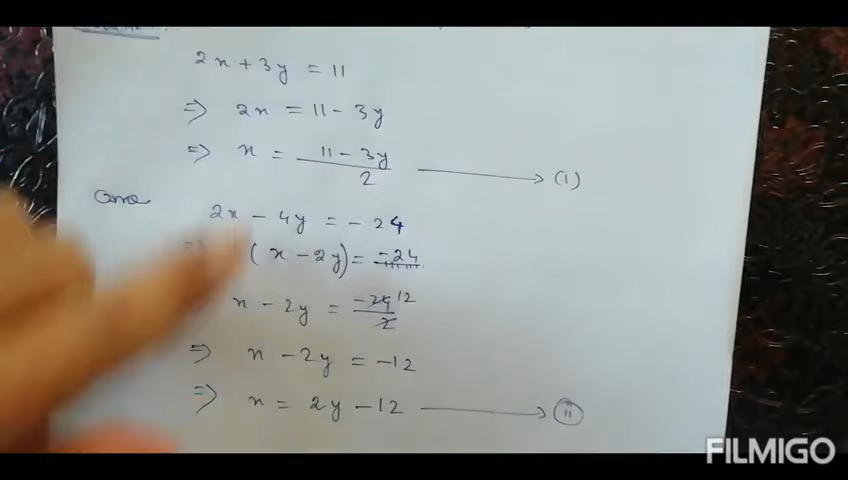 2x + 3y = 11
⇒ 2x = 11 - 3y
⇒ x = (11 - 3y)/2 → (1)
and
2x - 4y = -24
⇒ (x - 2y) = -24
x - 2y = -24/2 12
⇒ x - 2y = -12
⇒ x = 2y - 12 → (ii)
FILMIGO